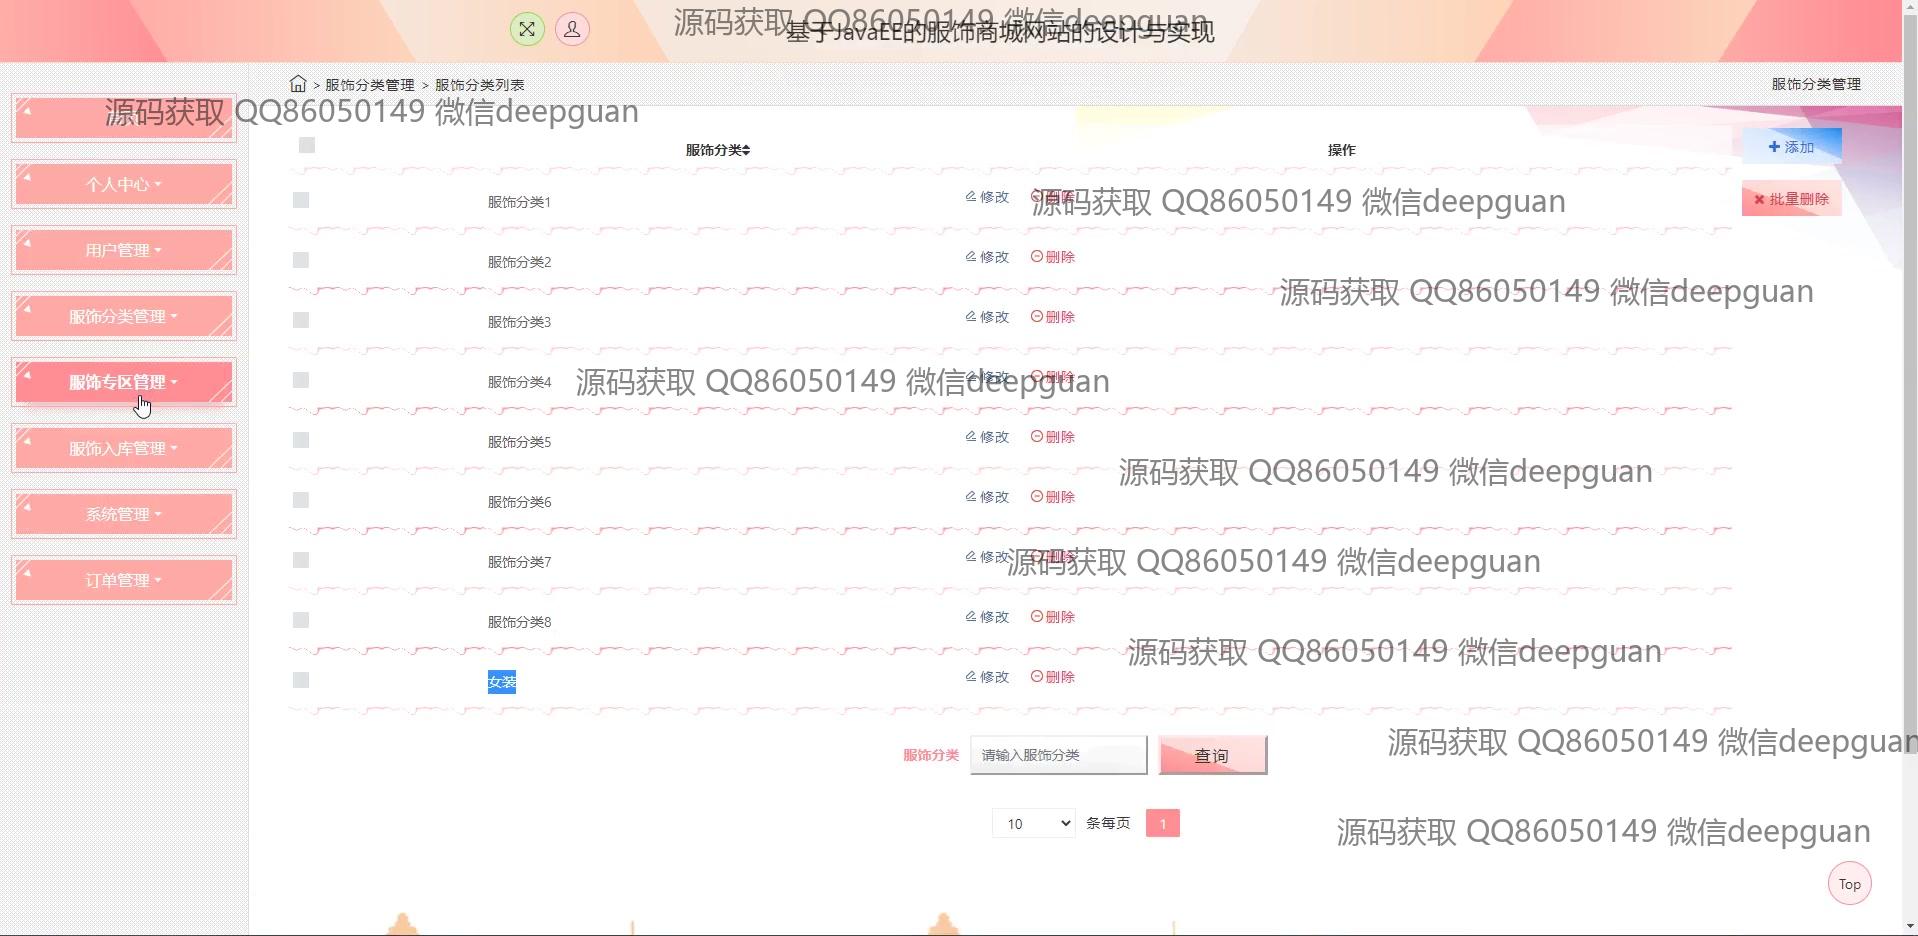 源码获取 QQ86050149 微信deepguan
基于JavaEE的服饰商城网站的设计与实现
> 服饰分类管理 > 服饰分类列表
服饰分类管理
源码获取 QQ86050149 微信deepguan
个人中心
用户管理
服饰分类管理
服饰专区管理
服饰入库管理
系统管理
订单管理
服饰分类 操作
添加
批量删除
服饰分类1 修改 删除
源码获取 QQ86050149 微信deepguan
服饰分类2 修改 删除
源码获取 QQ86050149 微信deepguan
服饰分类3 修改 删除
服饰分类4 修改 删除
源码获取 QQ86050149 微信deepguan
服饰分类5 修改 删除
源码获取 QQ86050149 微信deepguan
服饰分类6 修改 删除
服饰分类7 修改 删除
源码获取 QQ86050149 微信deepguan
服饰分类8 修改 删除
源码获取 QQ86050149 微信deepguan
女装 修改 删除
服饰分类 请输入服饰分类 查询
源码获取 QQ86050149 微信deepguan
10 条每页 1
源码获取 QQ86050149 微信deepguan
Top